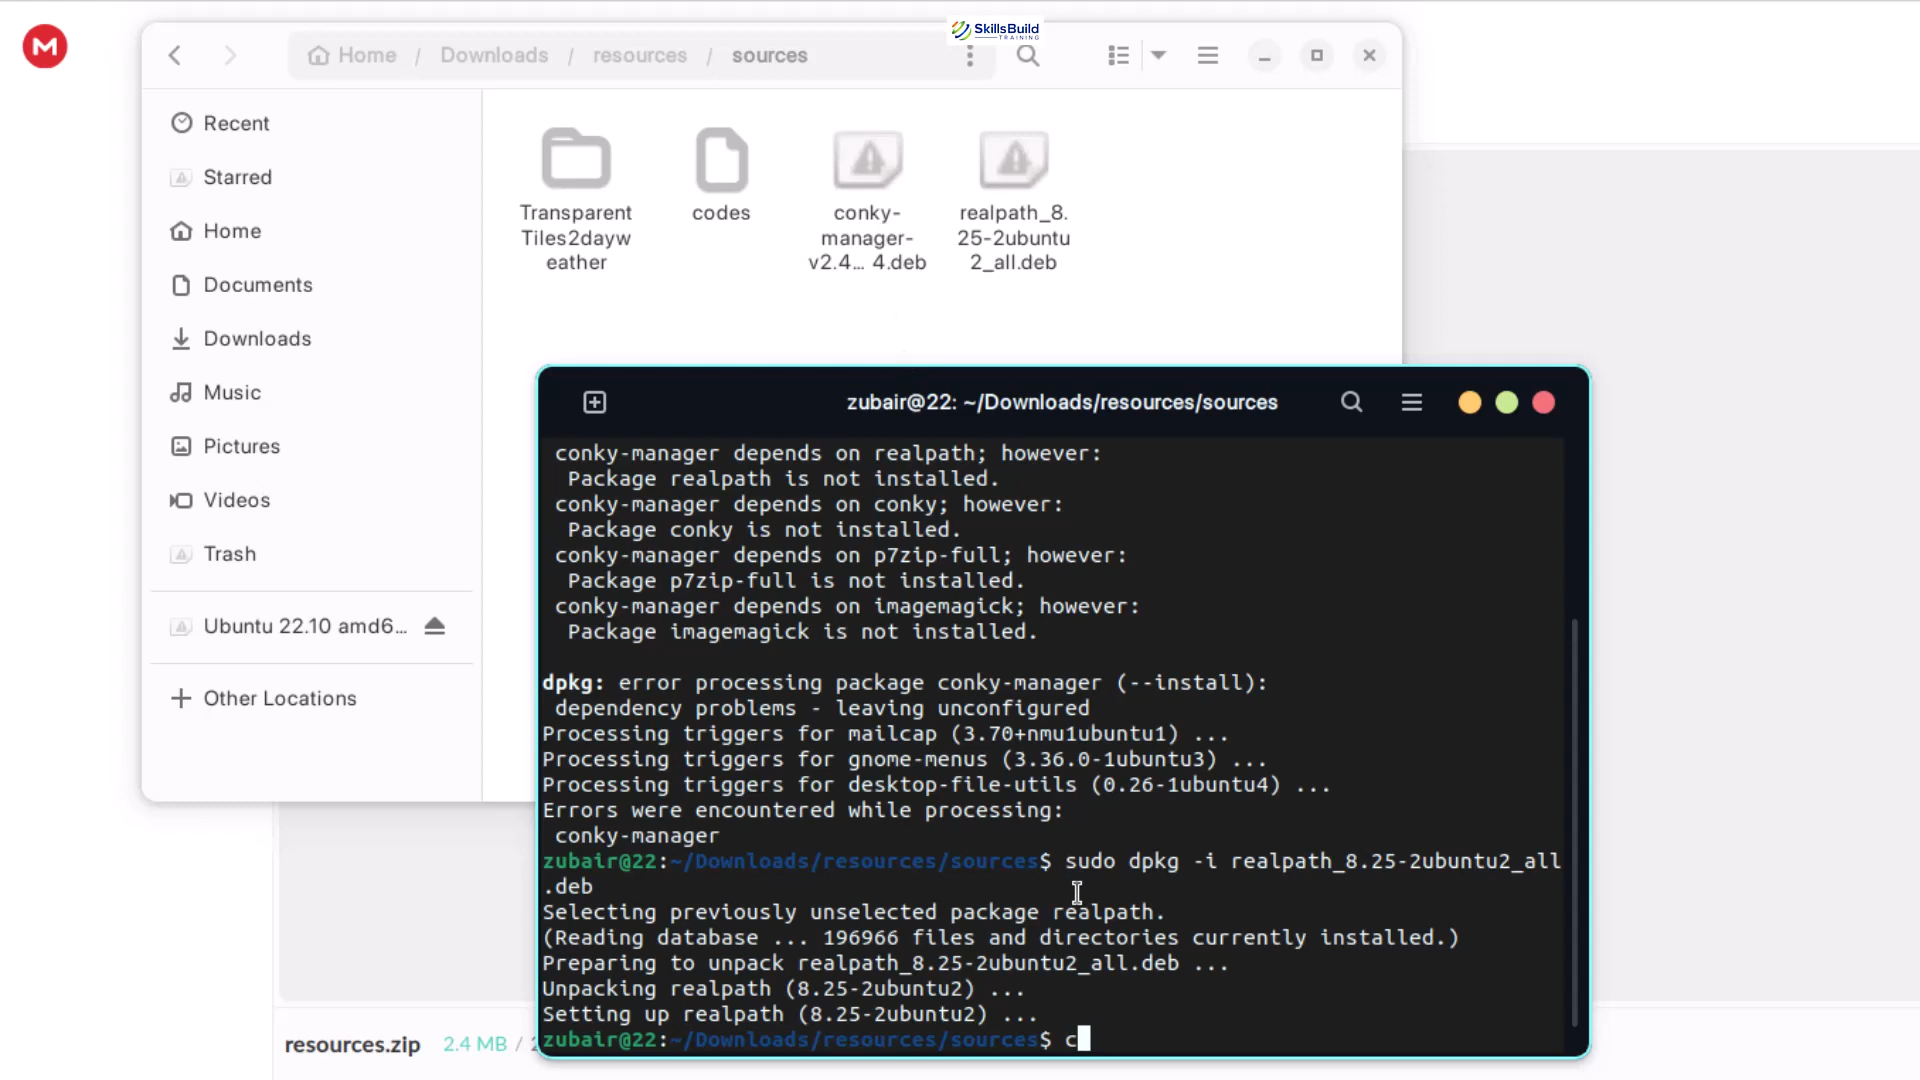 M
SkillsBuild
TRAINING
Home / Downloads / resources / sources
Recent
Starred
Home
Documents
Downloads
Music
Pictures
Videos
Trash
Ubuntu 22.10 amd6...
Other Locations
Transparent
Tiles2dayw
eather
codes
conky-
manager-
v2.4... 4.deb
realpath_8.
25-2ubuntu
2_all.deb
zubair@22: ~/Downloads/resources/sources
conky-manager depends on realpath; however:
Package realpath is not installed.
conky-manager depends on conky; however:
Package conky is not installed.
conky-manager depends on p7zip-full; however:
Package p7zip-full is not installed.
conky-manager depends on imagemagick; however:
Package imagemagick is not installed.
dpkg: error processing package conky-manager (--install):
dependency problems - leaving unconfigured
Processing triggers for mailcap (3.70+nmu1ubuntu1) ...
Processing triggers for gnome-menus (3.36.0-1ubuntu3) ...
Processing triggers for desktop-file-utils (0.26-1ubuntu4) ...
Errors were encountered while processing:
conky-manager
zubair@22:~/Downloads/resources/sources$ sudo dpkg -i realpath_8.25-2ubuntu2_all
.deb
Selecting previously unselected package realpath.
(Reading database ... 196966 files and directories currently installed.)
Preparing to unpack realpath_8.25-2ubuntu2_all.deb ...
Unpacking realpath (8.25-2ubuntu2) ...
Setting up realpath (8.25-2ubuntu2) ...
zubair@22:~/Downloads/resources/sources$ c
resources.zip 2.4 MB /